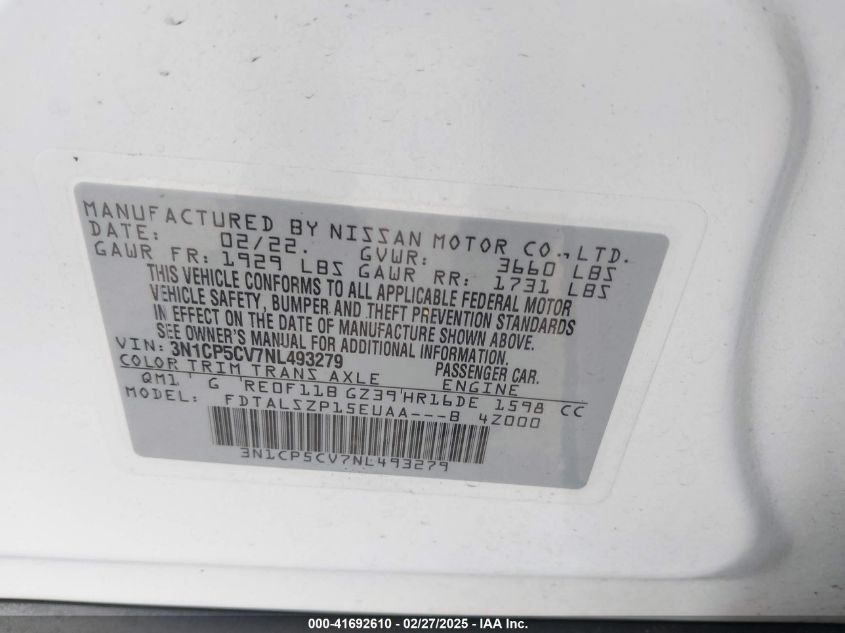 MANUFACTURED BY NISSAN MOTOR CO., LTD.
DATE: 02/22. GVWR: 3660 LBS
GAWR FR: 1929 LBS GAWR RR: 1731 LBS
THIS VEHICLE CONFORMS TO ALL APPLICABLE FEDERAL MOTOR
VEHICLE SAFETY, BUMPER AND THEFT PREVENTION STANDARDS
IN EFFECT ON THE DATE OF MANUFACTURE SHOWN ABOVE.
SEE OWNER'S MANUAL FOR ADDITIONAL INFORMATION.
VIN: 3N1CP5CV7NL493279 PASSENGER CAR.
COLOR TRIM TRANS AXLE ENGINE
QM1 G RE0F11B GZ39 HR16DE 1598 CC
MODEL: FDTALSZP15EUAA---B 4Z000
3N1CP5CV7NL493279
000-41692610 - 02/27/2025 - IAA Inc.